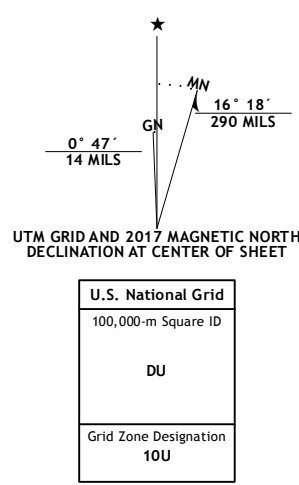 ★
MN
GN
16° 18´
290 MILS
0° 47´
14 MILS
UTM GRID AND 2017 MAGNETIC NORTH
DECLINATION AT CENTER OF SHEET
U.S. National Grid
100,000-m Square ID
DU
Grid Zone Designation
10U